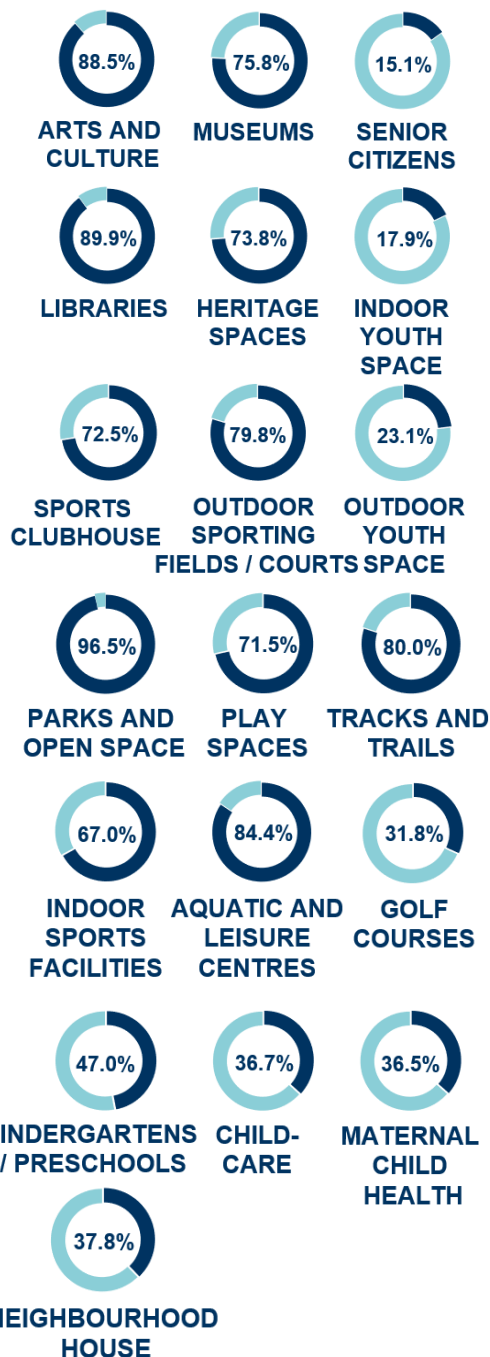 88.5%
ARTS AND
CULTURE
75.8%
MUSEUMS
15.1%
SENIOR
CITIZENS
89.9%
LIBRARIES
73.8%
HERITAGE
SPACES
17.9%
INDOOR
YOUTH
SPACE
72.5%
SPORTS
CLUBHOUSE
79.8%
OUTDOOR
SPORTING
FIELDS / COURTS
23.1%
OUTDOOR
YOUTH
SPACE
96.5%
PARKS AND
OPEN SPACE
71.5%
PLAY
SPACES
80.0%
TRACKS AND
TRAILS
67.0%
INDOOR
SPORTS
FACILITIES
84.4%
AQUATIC AND
LEISURE
CENTRES
31.8%
GOLF
COURSES
47.0%
INDERGARTENS
/ PRESCHOOLS
36.7%
CHILD-
CARE
36.5%
MATERNAL
CHILD
HEALTH
37.8%
NEIGHBOURHOOD
HOUSE